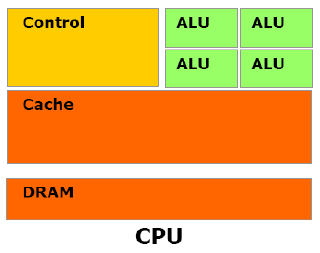 Control
ALU ALU
ALU ALU
Cache
DRAM
CPU